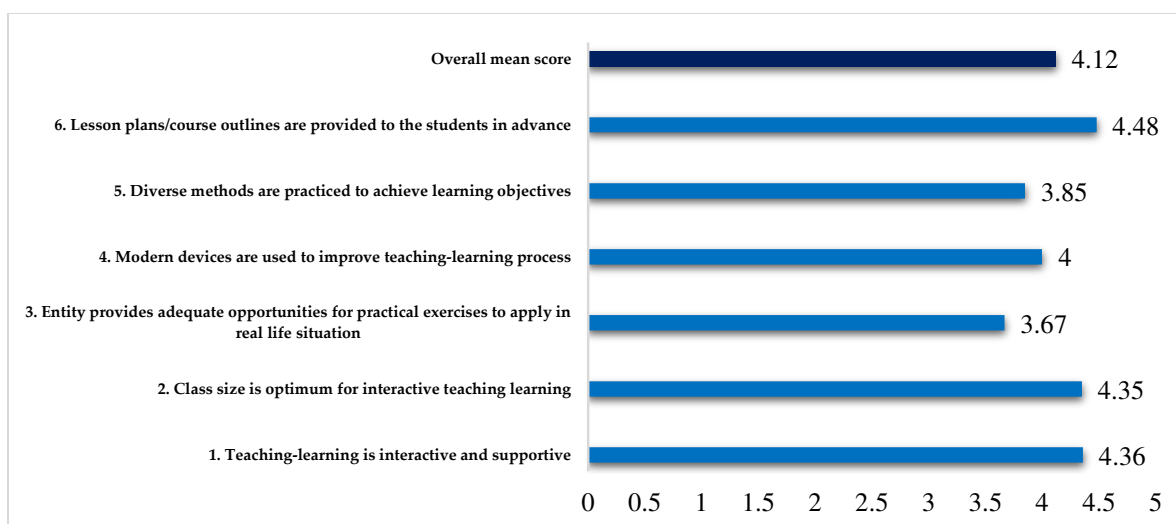 Overall mean score
4.12
6. Lesson plans/course outlines are provided to the students in advance
4.48
5. Diverse methods are practiced to achieve learning objectives
3.85
4. Modern devices are used to improve teaching-learning process
4
3. Entity provides adequate opportunities for practical exercises to apply in
real life situation
3.67
2. Class size is optimum for interactive teaching learning
4.35
1. Teaching-learning is interactive and supportive
4.36
0 0.5 1 1.5 2 2.5 3 3.5 4 4.5 5